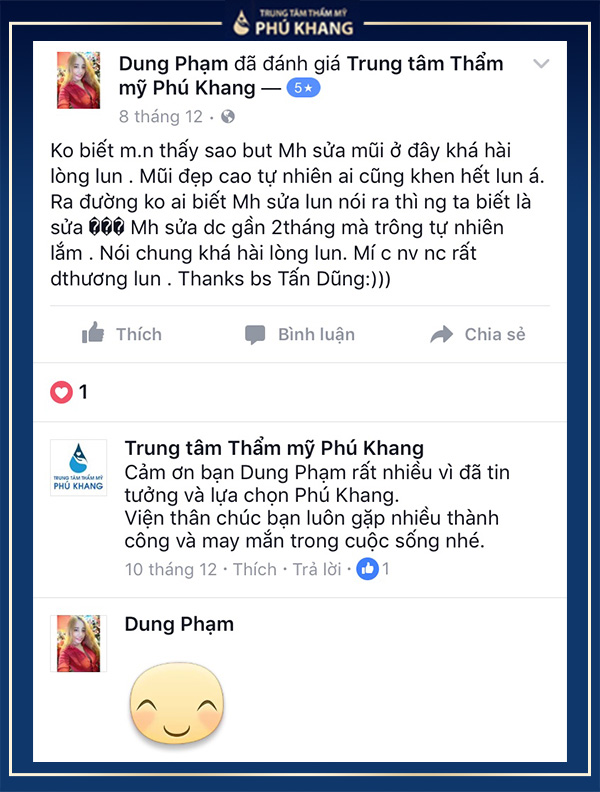 TRUNG TÂM THẨM MỸ
PHÚ KHANG
Dung Phạm đã đánh giá Trung tâm Thẩm
mỹ Phú Khang — 5★
8 tháng 12 ·
Ko biết m.n thấy sao but Mh sửa mũi ở đây khá hài
lòng lun . Mũi đẹp cao tự nhiên ai cũng khen hết lun á.
Ra đường ko ai biết Mh sửa lun nói ra thì ng ta biết là
sửa ��� Mh sửa dc gần 2tháng mà trông tự nhiên
lắm . Nói chung khá hài lòng lun. Mí c nv nc rất
dthương lun . Thanks bs Tấn Dũng:)))
Thích Bình luận Chia sẻ
1
TRUNG TÂM THẨM MỸ
PHÚ KHANG
Trung tâm Thẩm mỹ Phú Khang
Cảm ơn bạn Dung Phạm rất nhiều vì đã tin
tưởng và lựa chọn Phú Khang.
Viện thân chúc bạn luôn gặp nhiều thành
công và may mắn trong cuộc sống nhé.
10 tháng 12 · Thích · Trả lời · 1
Dung Phạm